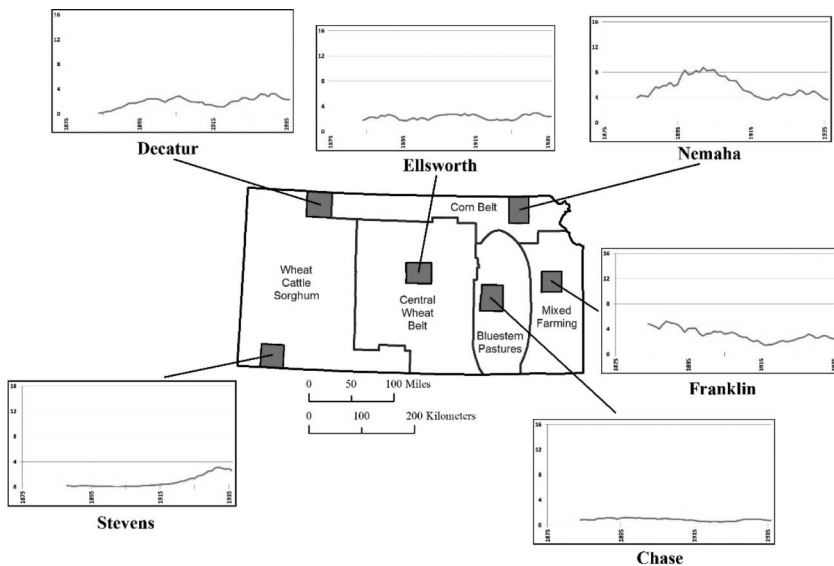 16
12
8
4
0
1875
1895
1915
1935
Decatur
16
12
8
4
0
1875
1895
1915
1935
Ellsworth
16
12
8
4
0
1875
1895
1915
1935
Nemaha
Corn Belt
Wheat
Cattle
Sorghum
Central
Wheat
Belt
Bluestem
Pastures
Mixed
Farming
16
12
8
4
0
1875
1895
1915
Franklin
0 50 100 Miles
0 100 200 Kilometers
16
12
8
4
0
1875
1895
1915
1935
Stevens
16
12
8
4
0
1875
1895
1915
1935
Chase